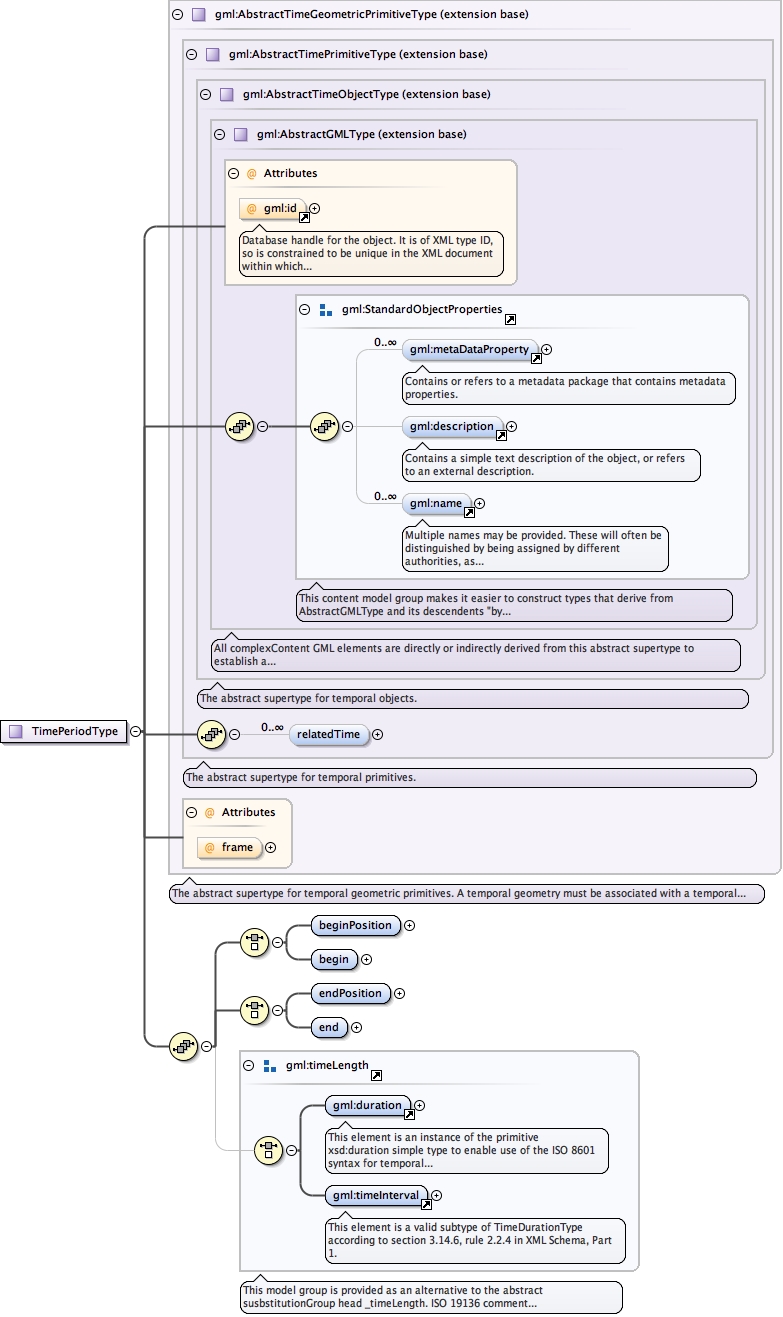 gml:AbstractTimeGeometricPrimitiveType (extension base)
gml:AbstractTimePrimitiveType (extension base)
gml:AbstractTimeObjectType (extension base)
gml:AbstractGMLType (extension base)
@ Attributes
@ gml:id
Database handle for the object. It is of XML type ID,
so is constrained to be unique in the XML document
within which...
gml:StandardObjectProperties
0..∞
gml:metaDataProperty
Contains or refers to a metadata package that contains metadata
properties.
gml:description
Contains a simple text description of the object, or refers
to an external description.
0..∞
gml:name
Multiple names may be provided. These will often be
distinguished by being assigned by different
authorities, as...
This content model group makes it easier to construct types that derive from
AbstractGMLType and its descendents "by...
All complexContent GML elements are directly or indirectly derived from this abstract supertype to
establish a...
The abstract supertype for temporal objects.
TimePeriodType
0..∞
relatedTime
The abstract supertype for temporal primitives.
@ Attributes
@ frame
The abstract supertype for temporal geometric primitives. A temporal geometry must be associated with a temporal...
beginPosition
begin
endPosition
end
gml:timeLength
gml:duration
This element is an instance of the primitive
xsd:duration simple type to enable use of the ISO 8601
syntax for temporal...
gml:timeInterval
This element is a valid subtype of TimeDurationType
according to section 3.14.6, rule 2.2.4 in XML Schema, Part
1.
This model group is provided as an alternative to the abstract
susbstitutionGroup head _timeLength. ISO 19136 comment...